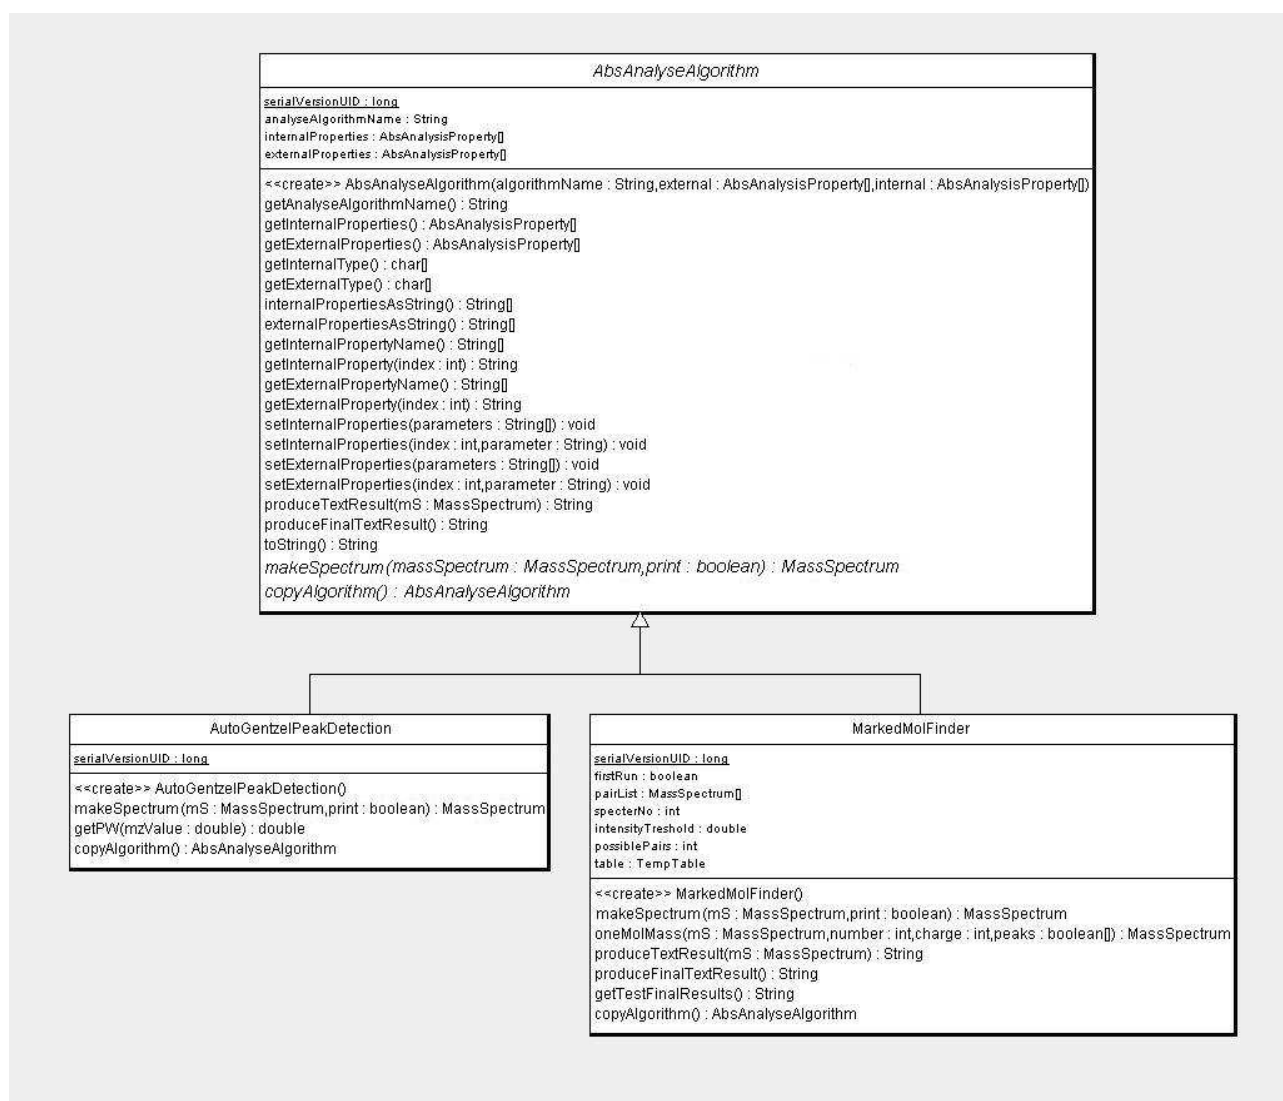 AbsAnalyseAlgorithm
serialVersionUID : long
analyseAlgorithmName : String
internalProperties : AbsAnalysisProperty[]
externalProperties : AbsAnalysisProperty[]
<<create>> AbsAnalyseAlgorithm(algorithmName : String,external : AbsAnalysisProperty[],internal : AbsAnalysisProperty[])
getAnalyseAlgorithmName() : String
getInternalProperties() : AbsAnalysisProperty[]
getExternalProperties() : AbsAnalysisProperty[]
getInternalType() : char[]
getExternalType() : char[]
internalPropertiesAsString() : String[]
externalPropertiesAsString() : String[]
getInternalPropertyName() : String[]
getInternalProperty(index : int) : String
getExternalPropertyName() : String[]
getExternalProperty(index : int) : String
setInternalProperties(parameters : String[]) : void
setInternalProperties(index : int,parameter : String) : void
setExternalProperties(parameters : String[]) : void
setExternalProperties(index : int,parameter : String) : void
produceTextResult(mS : MassSpectrum) : String
produceFinalTextResult() : String
toString() : String
makeSpectrum(massSpectrum : MassSpectrum,print : boolean) : MassSpectrum
copyAlgorithm() : AbsAnalyseAlgorithm
AutoGentzelPeakDetection
serialVersionUID : long
<<create>> AutoGentzelPeakDetection()
makeSpectrum(mS : MassSpectrum,print : boolean) : MassSpectrum
getPW(mzValue : double) : double
copyAlgorithm() : AbsAnalyseAlgorithm
MarkedMolFinder
serialVersionUID : long
firstRun : boolean
pairList : MassSpectrum[]
specterNo : int
intensityTreshold : double
possiblePairs : int
table : TempTable
<<create>> MarkedMolFinder()
makeSpectrum(mS : MassSpectrum,print : boolean) : MassSpectrum
oneMolMass(mS : MassSpectrum,number : int,charge : int,peaks : boolean[]) : MassSpectrum
produceTextResult(mS : MassSpectrum) : String
produceFinalTextResult() : String
getTestFinalResults() : String
copyAlgorithm() : AbsAnalyseAlgorithm